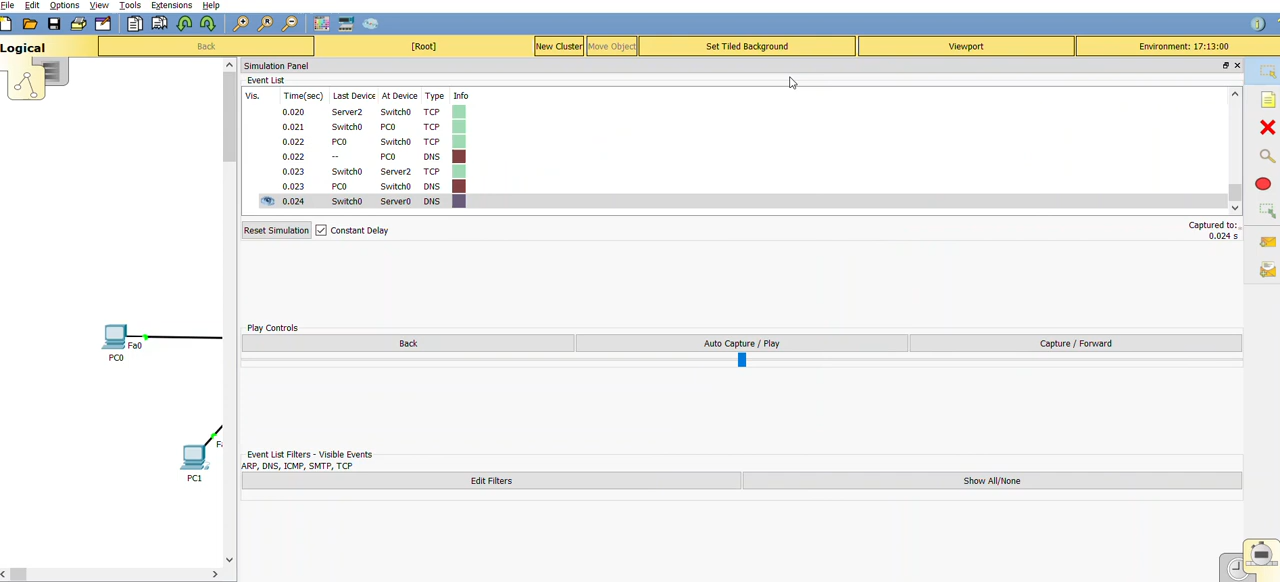 File Edit Options View Tools Extensions Help
Logical Back [Root] New Cluster Move Object Set Tiled Background Viewport Environment: 17:13:00
Simulation Panel
Event List
Vis. Time(sec) Last Device At Device Type Info
0.020 Server2 Switch0 TCP
0.021 Switch0 PC0 TCP
0.022 PC0 Switch0 TCP
0.022 -- PC0 DNS
0.023 Switch0 Server2 TCP
0.023 PC0 Switch0 DNS
0.024 Switch0 Server0 DNS
Reset Simulation Constant Delay
Captured to:
0.024 s
Play Controls
Back Auto Capture / Play Capture / Forward
Fa0
PC0
Event List Filters - Visible Events
ARP, DNS, ICMP, SMTP, TCP
Edit Filters Show All/None
PC1